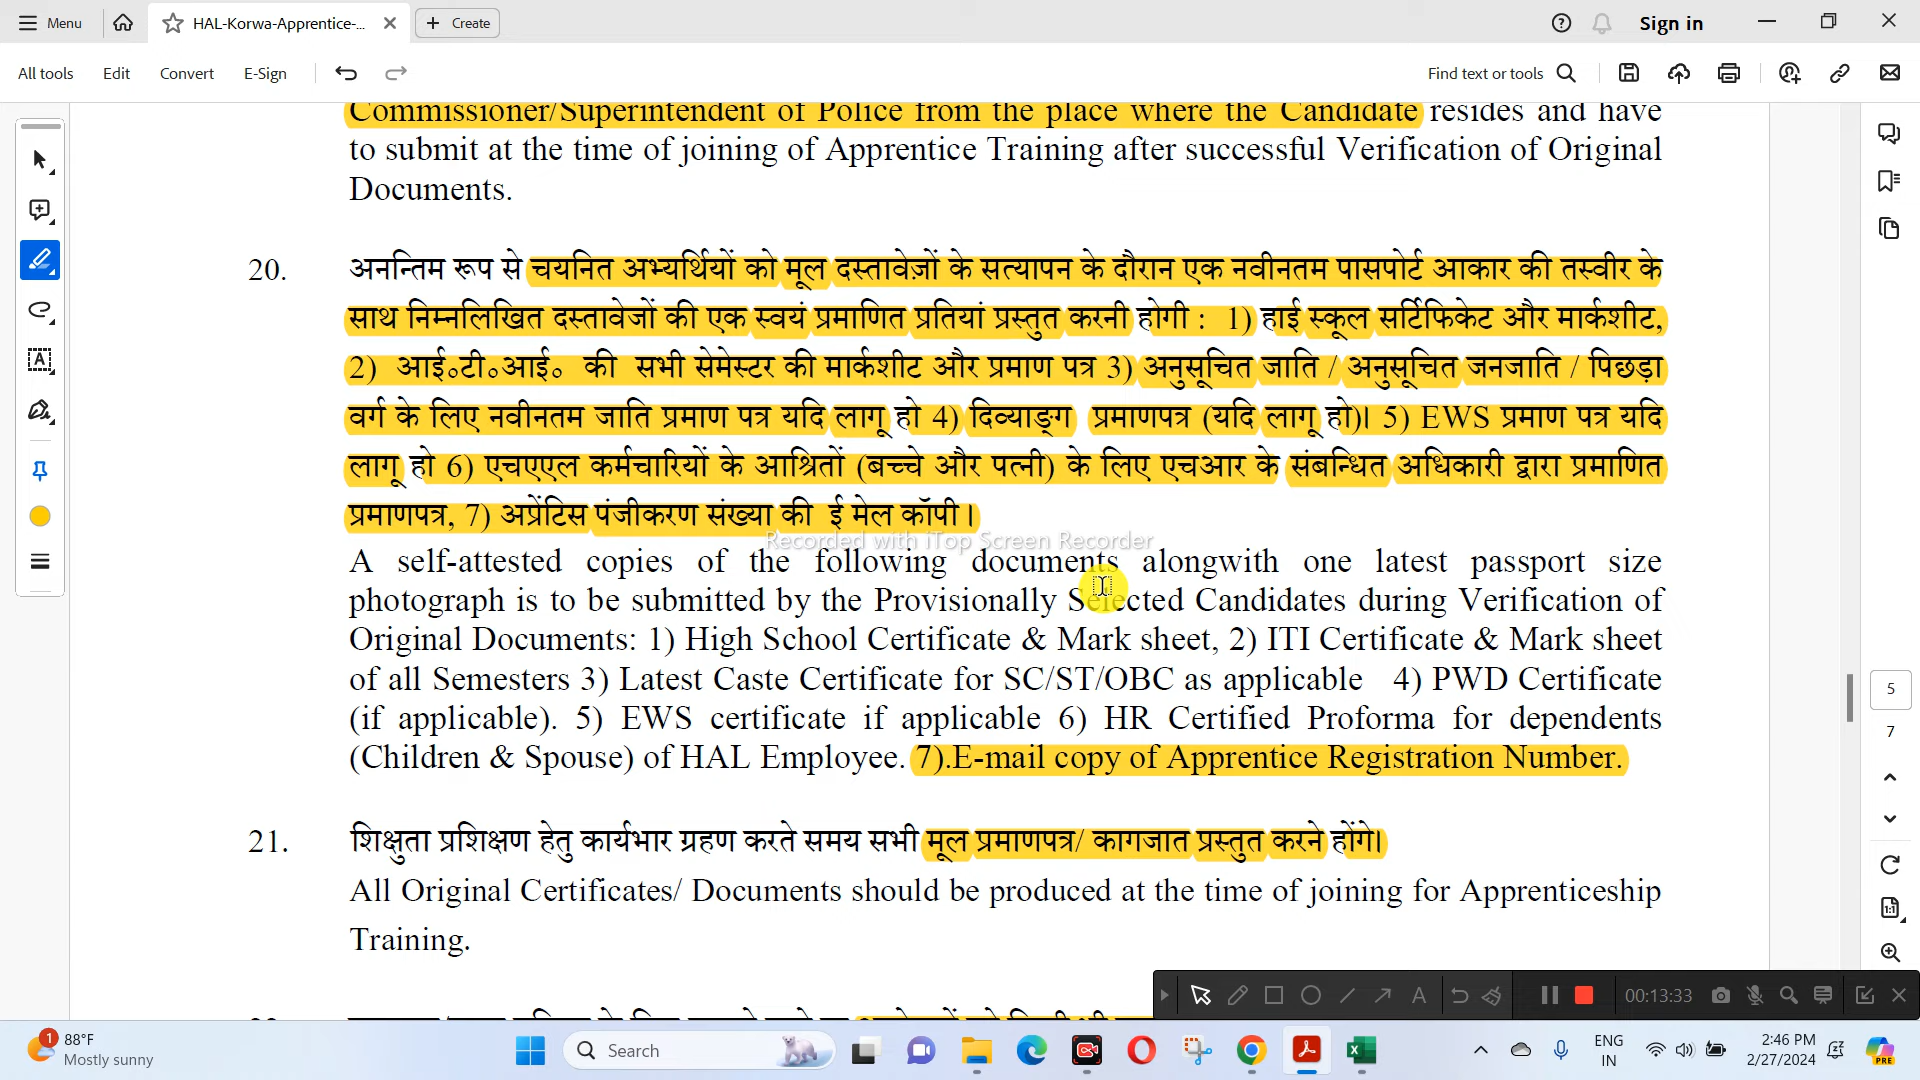 Menu
HAL-Korwa-Apprentice-...
Create
Sign in
All tools
Edit
Convert
E-Sign
Find text or tools
Commissioner/Superintendent of Police from the place where the Candidate resides and have
to submit at the time of joining of Apprentice Training after successful Verification of Original
Documents.
20. अनन्तिम रूप से चयनित अभ्यर्थियों को मूल दस्तावेज़ों के सत्यापन के दौरान एक नवीनतम पासपोर्ट आकार की तस्वीर के
साथ निम्नलिखित दस्तावेजों की एक स्वयं प्रमाणित प्रतियां प्रस्तुत करनी होगी : 1) हाई स्कूल सर्टिफिकेट और मार्कशीट,
2) आई०टी०आई० की सभी सेमेस्टर की मार्कशीट और प्रमाण पत्र 3) अनुसूचित जाति / अनुसूचित जनजाति / पिछड़ा
वर्ग के लिए नवीनतम जाति प्रमाण पत्र यदि लागू हो 4) दिव्याङ्ग प्रमाणपत्र (यदि लागू हो)। 5) EWS प्रमाण पत्र यदि
लागू हो 6) एचएएल कर्मचारियों के आश्रितों (बच्चे और पत्नी) के लिए एचआर के संबन्धित अधिकारी द्वारा प्रमाणित
प्रमाणपत्र, 7) अप्रेंटिस पंजीकरण संख्या की ई मेल कॉपी।
Recorded with iTop Screen Recorder
A self-attested copies of the following documents alongwith one latest passport size
photograph is to be submitted by the Provisionally Selected Candidates during Verification of
Original Documents: 1) High School Certificate & Mark sheet, 2) ITI Certificate & Mark sheet
of all Semesters 3) Latest Caste Certificate for SC/ST/OBC as applicable 4) PWD Certificate
(if applicable). 5) EWS certificate if applicable 6) HR Certified Proforma for dependents
(Children & Spouse) of HAL Employee. 7).E-mail copy of Apprentice Registration Number.
21. शिक्षुता प्रशिक्षण हेतु कार्यभार ग्रहण करते समय सभी मूल प्रमाणपत्र/ कागजात प्रस्तुत करने होंगे।
All Original Certificates/ Documents should be produced at the time of joining for Apprenticeship
Training.
5
7
1:1
00:13:33
1
88°F
Mostly sunny
Search
ENG
IN
2:46 PM
2/27/2024
PRE